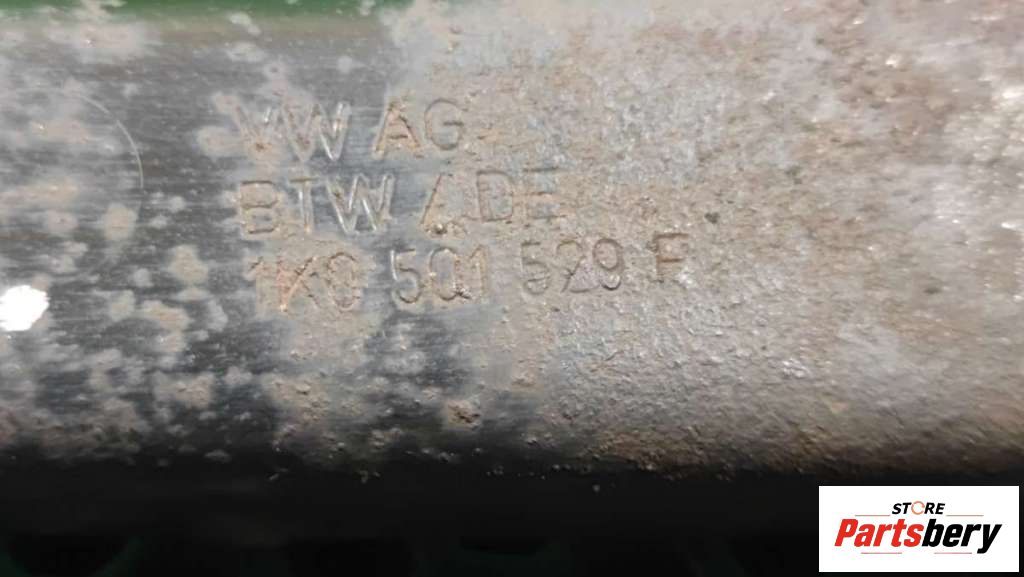 VW AG
BTW / DE
1K0 501 529 F
STORE
Partsbery